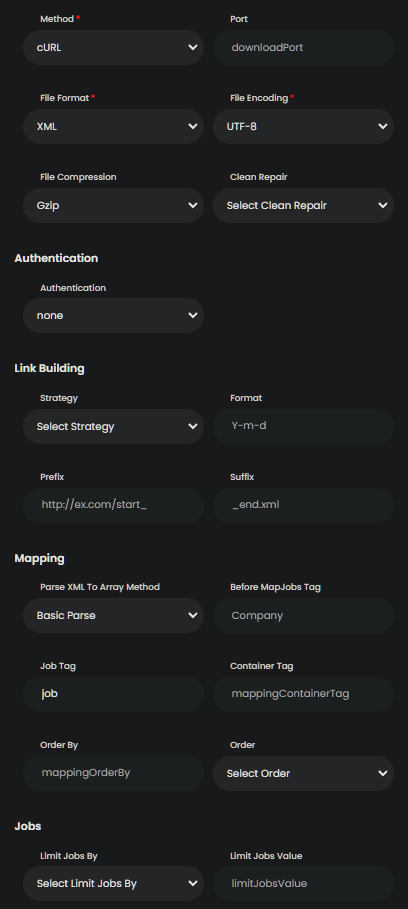 Method * Port
cURL downloadPort
File Format * File Encoding *
XML UTF-8
File Compression Clean Repair
Gzip Select Clean Repair
Authentication
Authentication
none
Link Building
Strategy Format
Select Strategy Y-m-d
Prefix Suffix
http://ex.com/start_ _end.xml
Mapping
Parse XML To Array Method Before MapJobs Tag
Basic Parse Company
Job Tag Container Tag
job mappingContainerTag
Order By Order
mappingOrderBy Select Order
Jobs
Limit Jobs By Limit Jobs Value
Select Limit Jobs By limitJobsValue